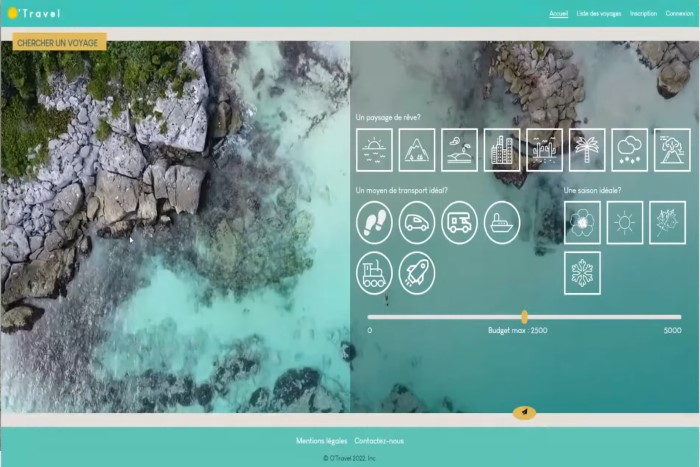 O'Travel
Accueil Liste des voyages Inscription Connexion
CHERCHER UN VOYAGE
Un paysage de rêve?
Un moyen de transport idéal? Une saison idéale?
0 Budget max : 2500 5000
Mentions légales Contactez-nous
© O'Travel 2022, Inc.